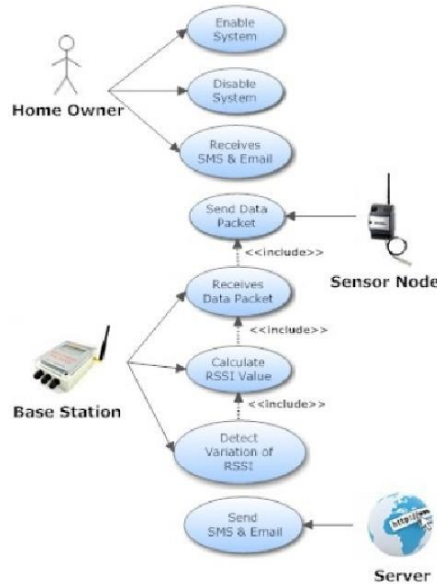 Enable
System
Home Owner
Disable
System
Receives
SMS & Email
Send Data
Packet
<<include>>
Sensor Node
Receives
Data Packet
<<include>>
Calculate
RSSI Value
Base Station
<<include>>
Detect
Variation of
RSSI
Send
SMS & Email
Server